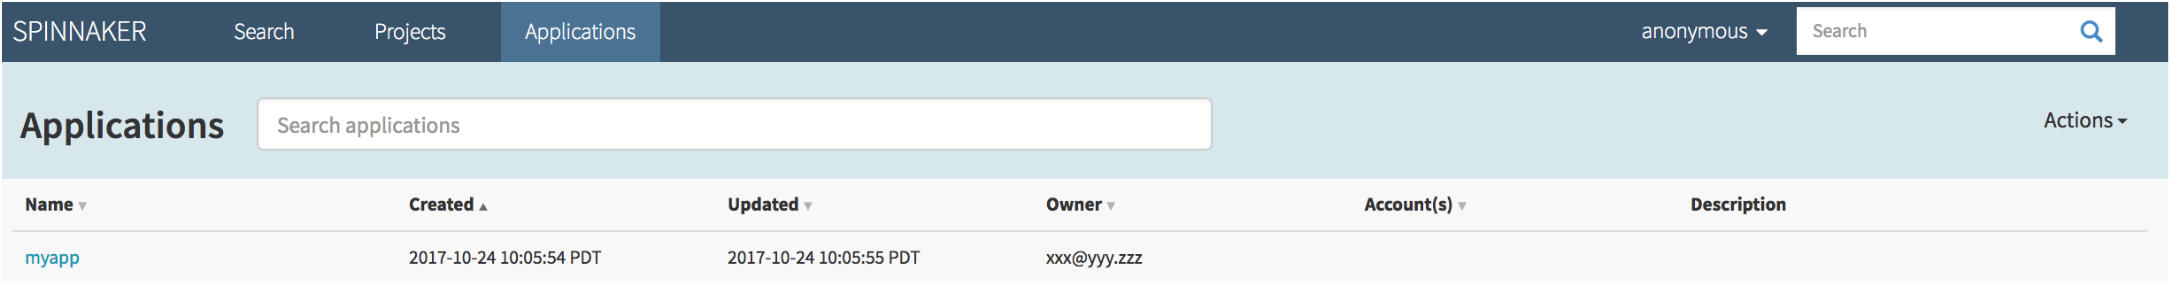 SPINNAKER Search Projects Applications anonymous Search
Applications Search applications Actions
Name Created Updated Owner Account(s) Description
myapp 2017-10-24 10:05:54 PDT 2017-10-24 10:05:55 PDT xxx@yyy.zzz